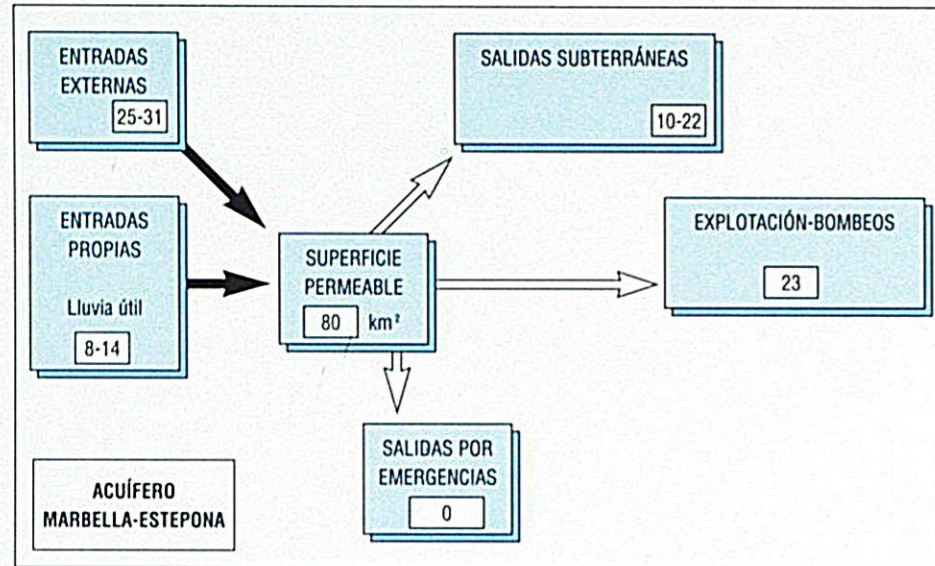 ENTRADAS
EXTERNAS
25-31
SALIDAS SUBTERRÁNEAS
10-22
ENTRADAS
PROPIAS
Lluvia útil
8-14
SUPERFICIE
PERMEABLE
80 km²
EXPLOTACIÓN-BOMBEOS
23
SALIDAS POR
EMERGENCIAS
0
ACUÍFERO
MARBELLA-ESTEPONA